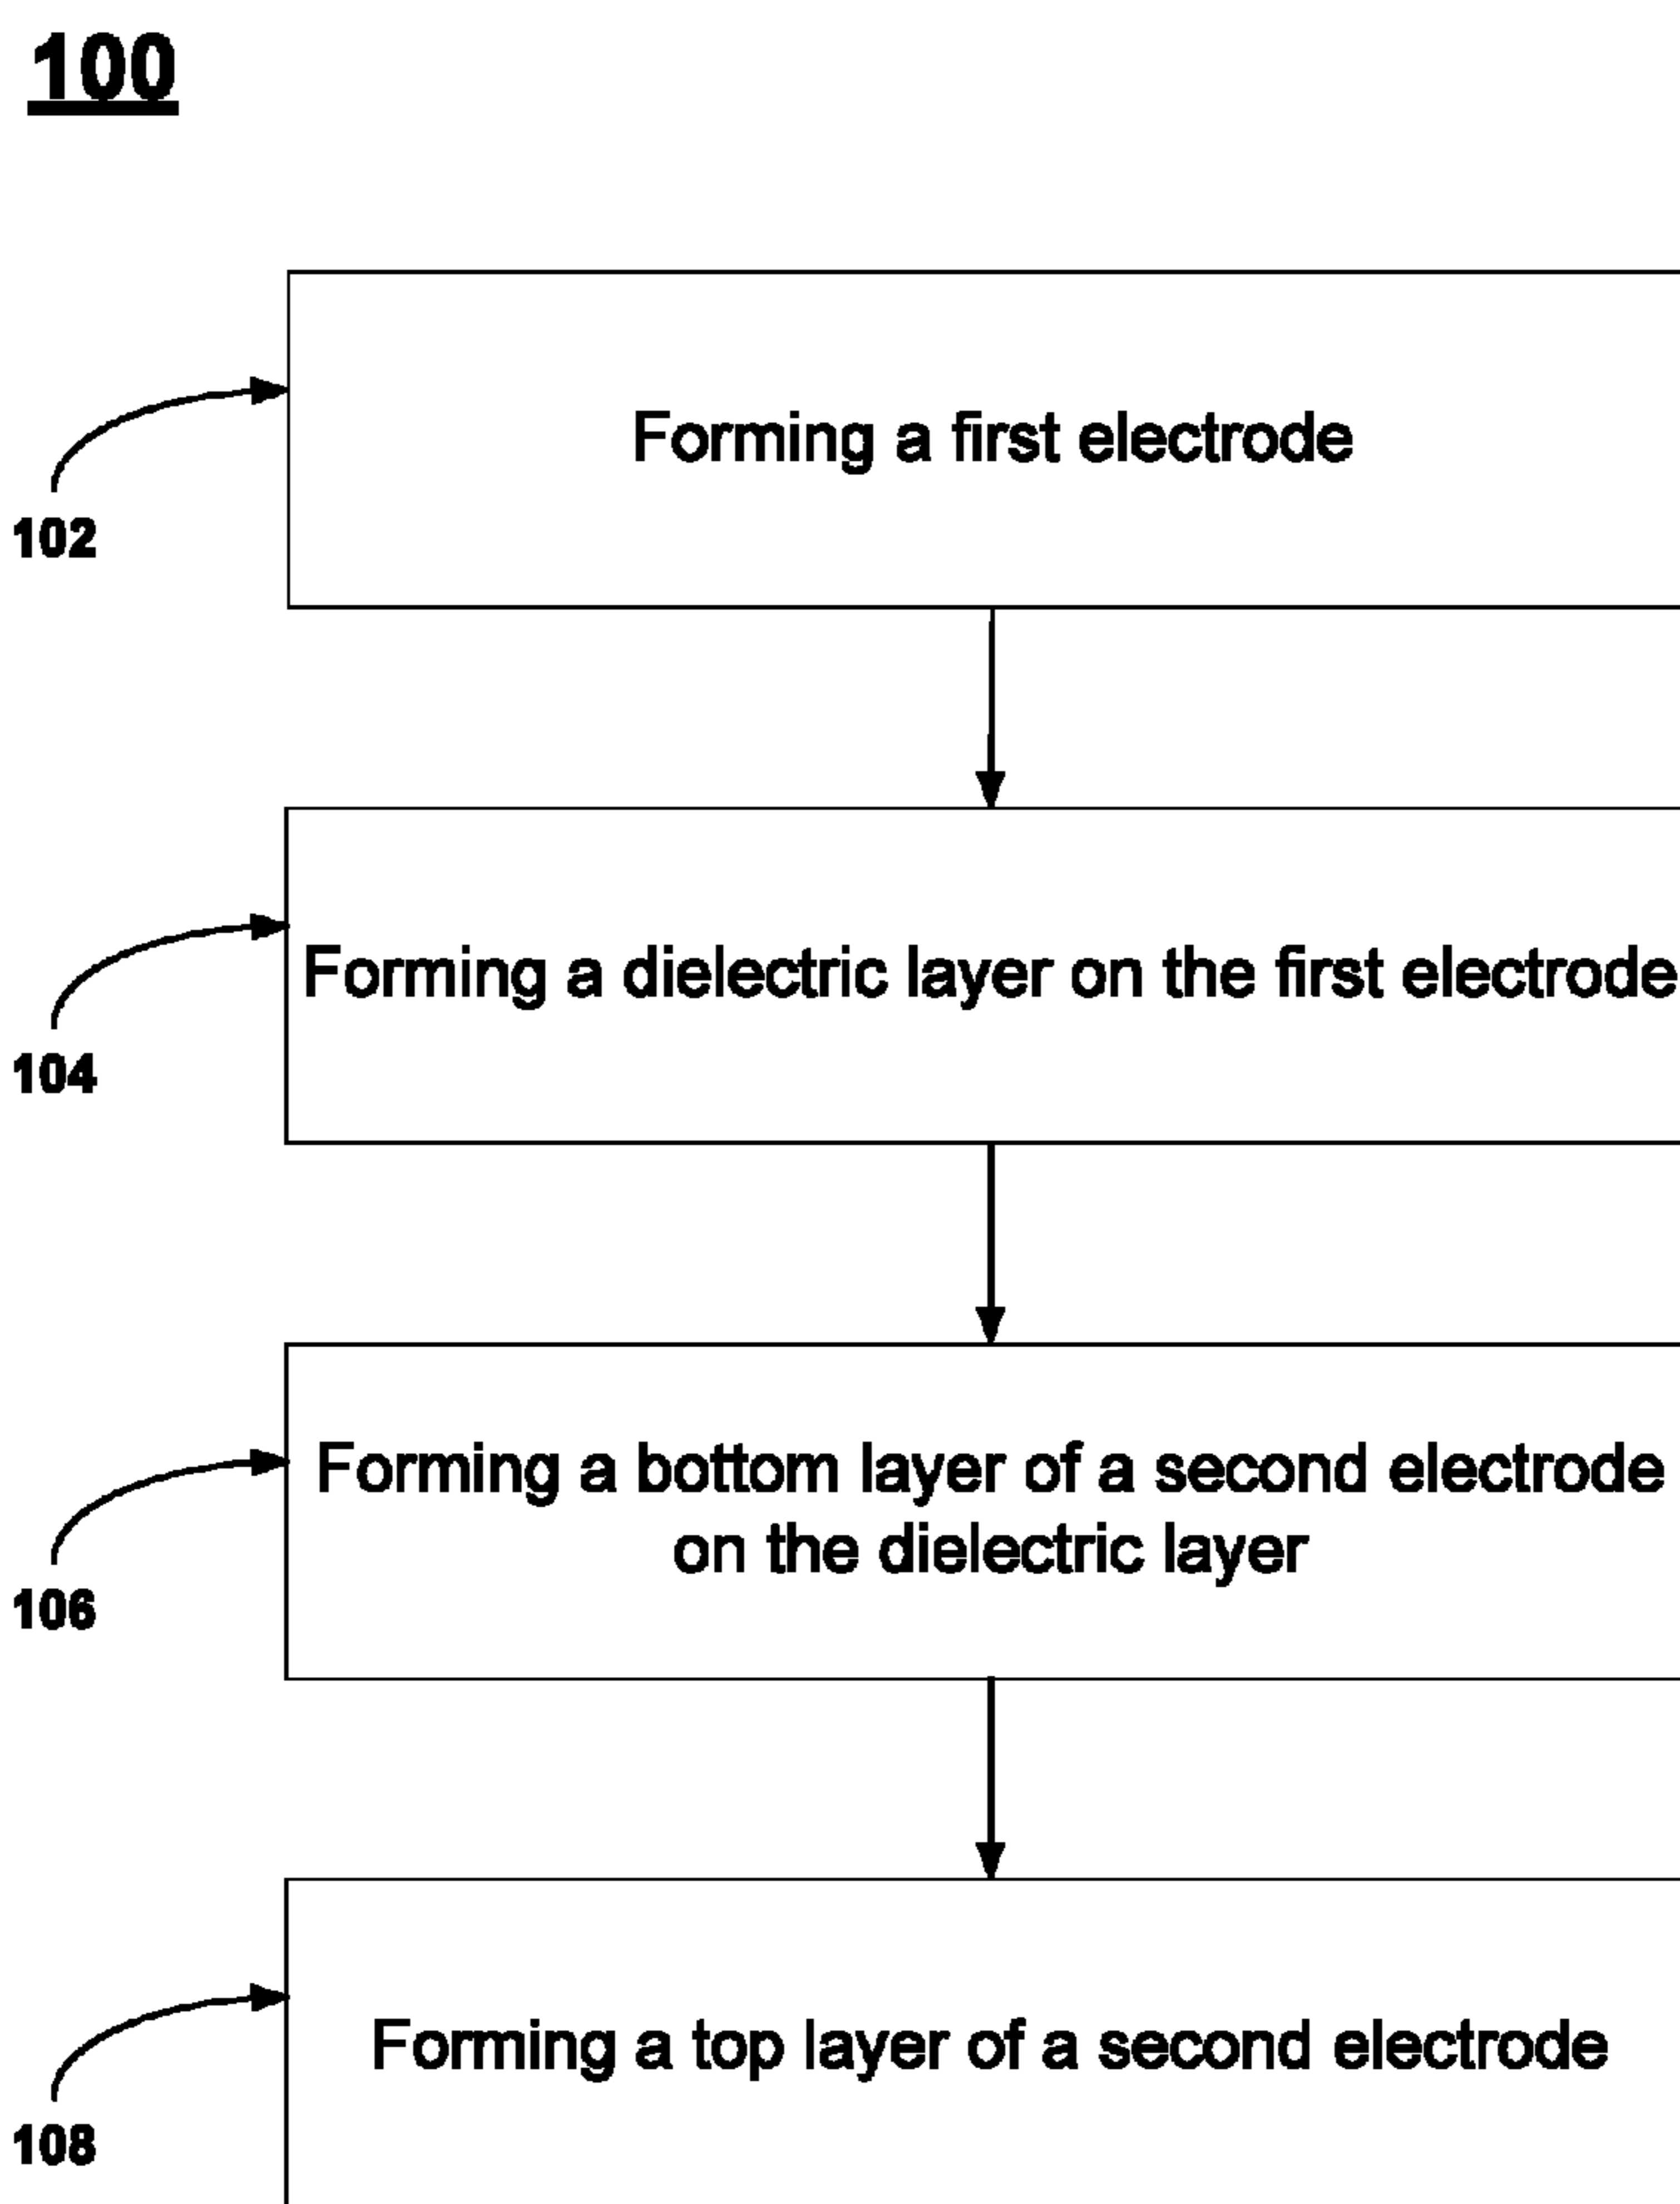 100
Forming a first electrode
102
Forming a dielectric layer on the first electrode
104
Forming a bottom layer of a second electrode
on the dielectric layer
106
Forming a top layer of a second electrode
108